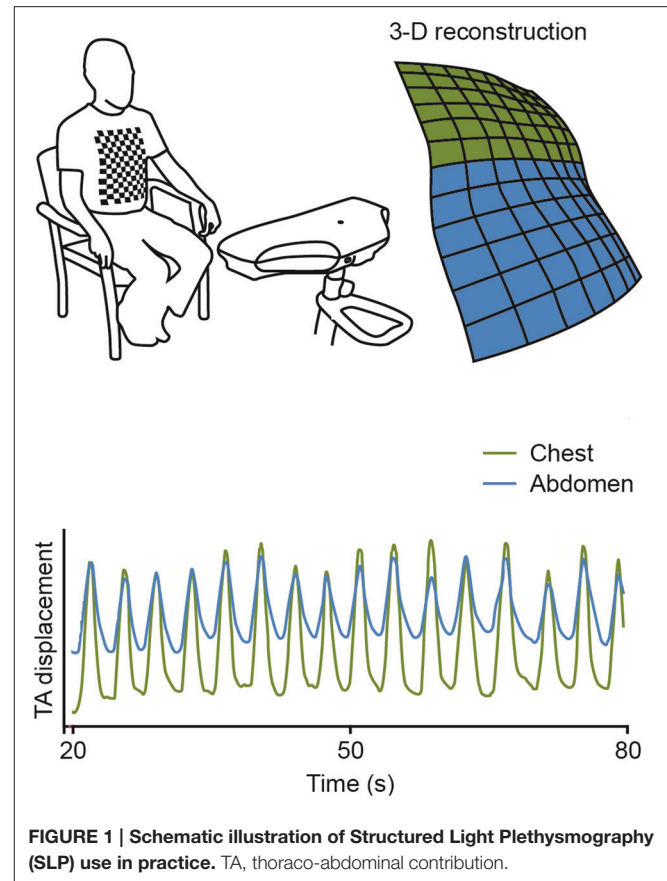 3-D reconstruction
Chest
Abdomen
TA displacement
20
50
80
Time (s)
FIGURE 1 | Schematic illustration of Structured Light Plethysmography
(SLP) use in practice. TA, thoraco-abdominal contribution.